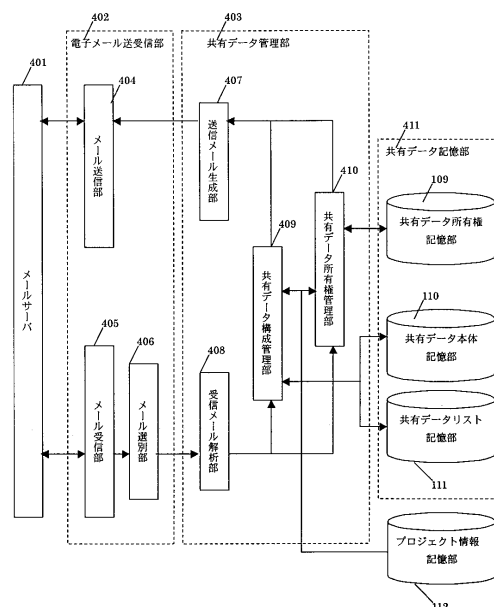 402
電子メール送受信部
403
共有データ管理部
401
メールサーバ
404
メール送信部
407
送信メール生成部
411
共有データ記憶部
109
共有データ所有権
記憶部
410
共有データ所有権管理部
409
共有データ構成管理部
110
共有データ本体
記憶部
405
メール受信部
406
メール選別部
408
受信メール解析部
共有データリスト
記憶部
111
プロジェクト情報
記憶部
112